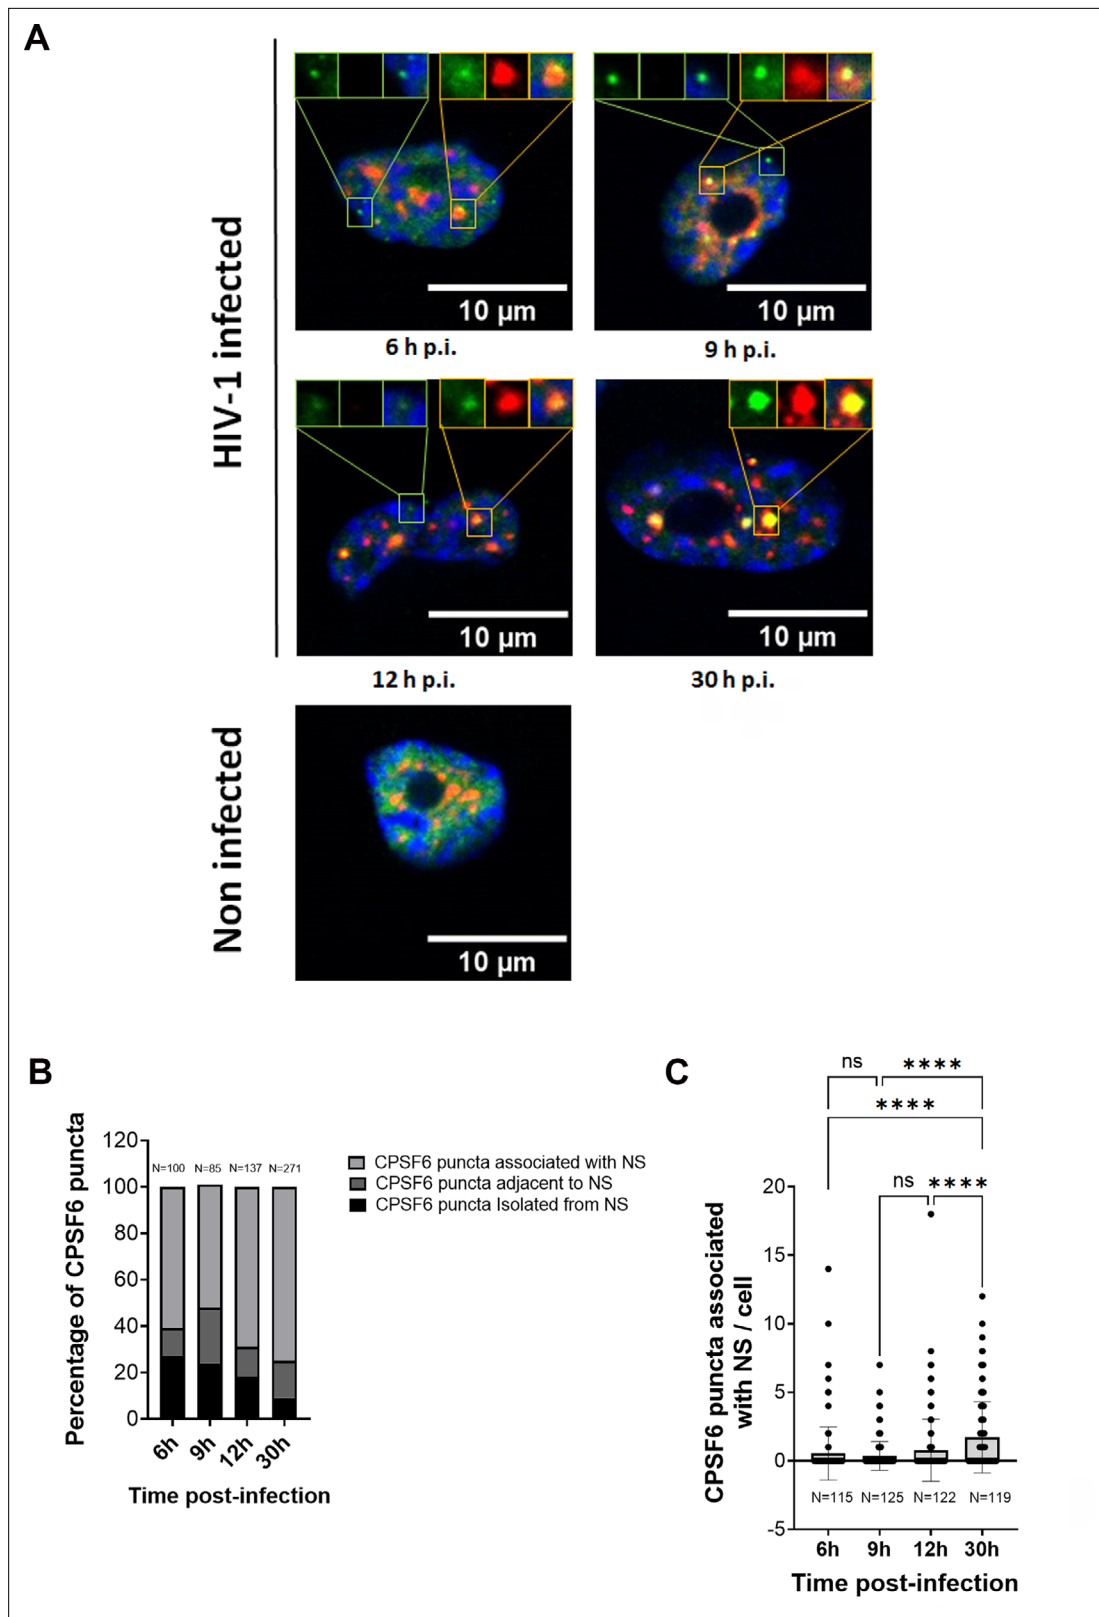 A
HIV-1 infected
10 µm
10 µm
6 h p.i.
9 h p.i.
10 µm
10 µm
12 h p.i.
30 h p.i.
Non infected
10 µm
B
Percentage of CPSF6 puncta
120
100
80
60
40
20
0
N=100
N=85
N=137
N=271
6h
9h
12h
30h
Time post-infection
CPSF6 puncta associated with NS
CPSF6 puncta adjacent to NS
CPSF6 puncta Isolated from NS
C
ns
****
****
ns
****
CPSF6 puncta associated
with NS / cell
20
15
10
5
0
-5
N=115
N=125
N=122
N=119
6h
9h
12h
30h
Time post-infection